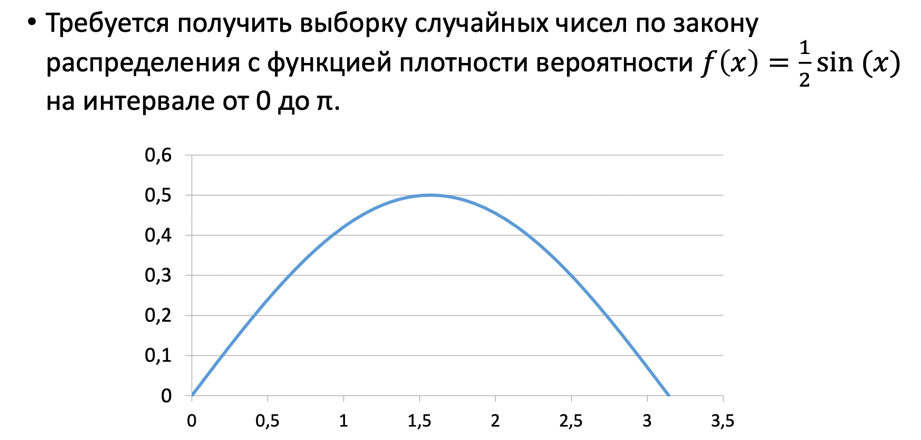 • Требуется получить выборку случайных чисел по закону
распределения с функцией плотности вероятности f(x) = 1/2 sin (x)
на интервале от 0 до π.
0,6
0,5
0,4
0,3
0,2
0,1
0
0 0,5 1 1,5 2 2,5 3 3,5